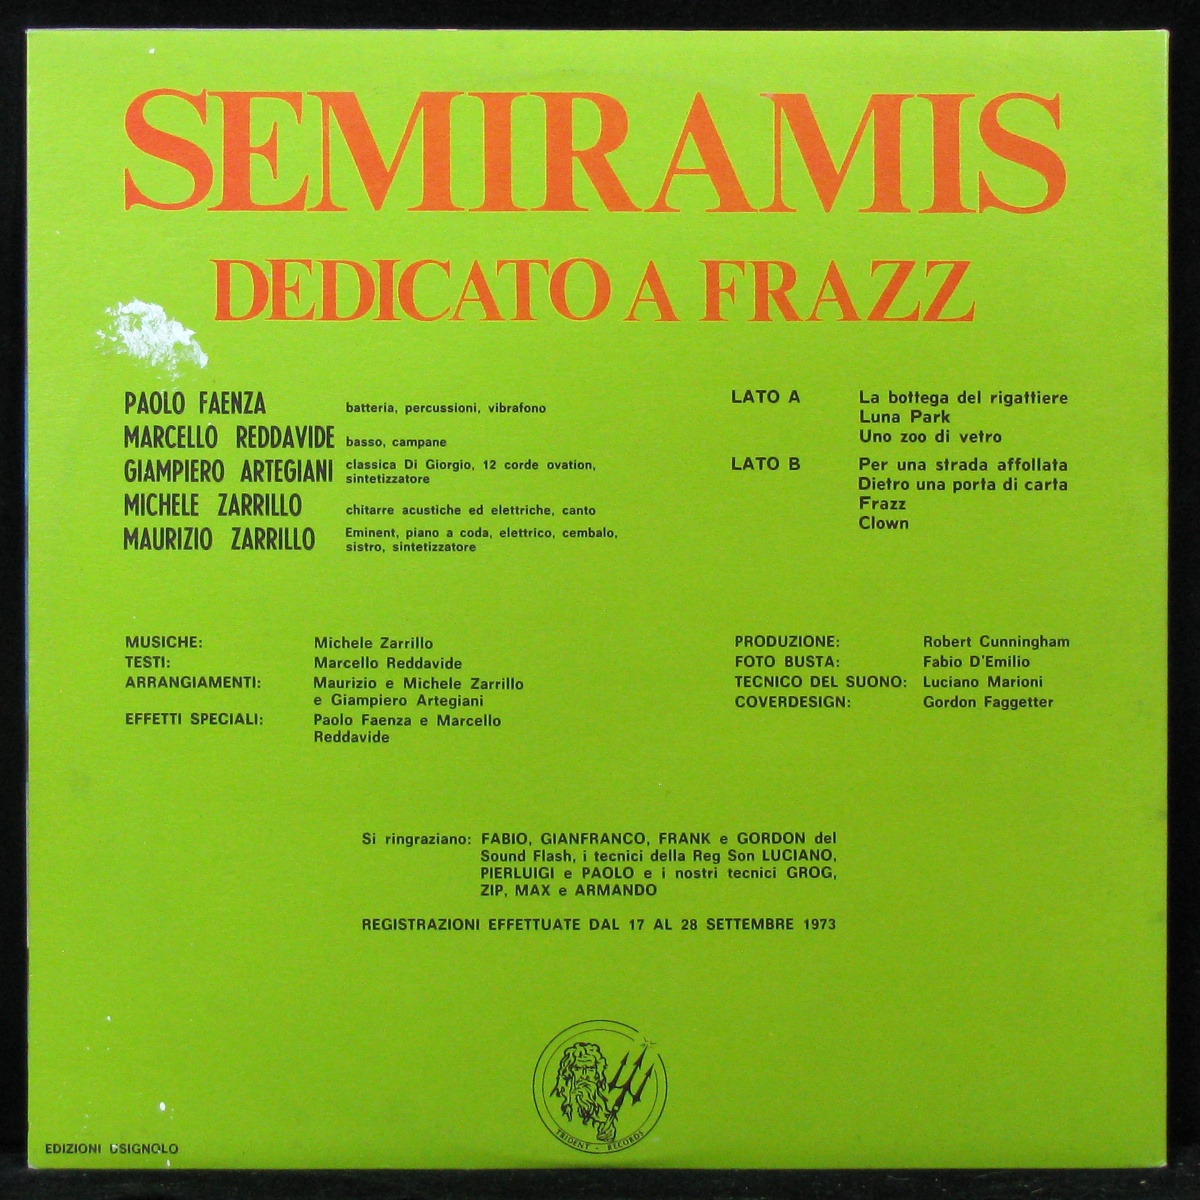 SEMIRAMIS
DEDICATO A FRAZZ
PAOLO FAENZA batteria, percussioni, vibrafono
MARCELLO REDDAVIDE basso, campane
GIAMPIERO ARTEGIANI classica Di Giorgio, 12 corde ovation,
sintetizzatore
MICHELE ZARRILLO chitarre acustiche ed elettriche, canto
MAURIZIO ZARRILLO Eminent, piano a coda, elettrico, cembalo,
sistro, sintetizzatore
LATO A La bottega del rigattiere
Luna Park
Uno zoo di vetro
LATO B Per una strada affollata
Dietro una porta di carta
Frazz
Clown
MUSICHE: Michele Zarrillo
TESTI: Marcello Reddavide
ARRANGIAMENTI: Maurizio e Michele Zarrillo
e Giampiero Artegiani
EFFETTI SPECIALI: Paolo Faenza e Marcello
Reddavide
PRODUZIONE: Robert Cunningham
FOTO BUSTA: Fabio D'Emilio
TECNICO DEL SUONO: Luciano Marioni
COVERDESIGN: Gordon Faggetter
Si ringraziano: FABIO, GIANFRANCO, FRANK e GORDON del
Sound Flash, i tecnici della Reg Son LUCIANO,
PIERLUIGI e PAOLO e i nostri tecnici GROG,
ZIP, MAX e ARMANDO
REGISTRAZIONI EFFETTUATE DAL 17 AL 28 SETTEMBRE 1973
TRIDENT - RECORDS
EDIZIONI